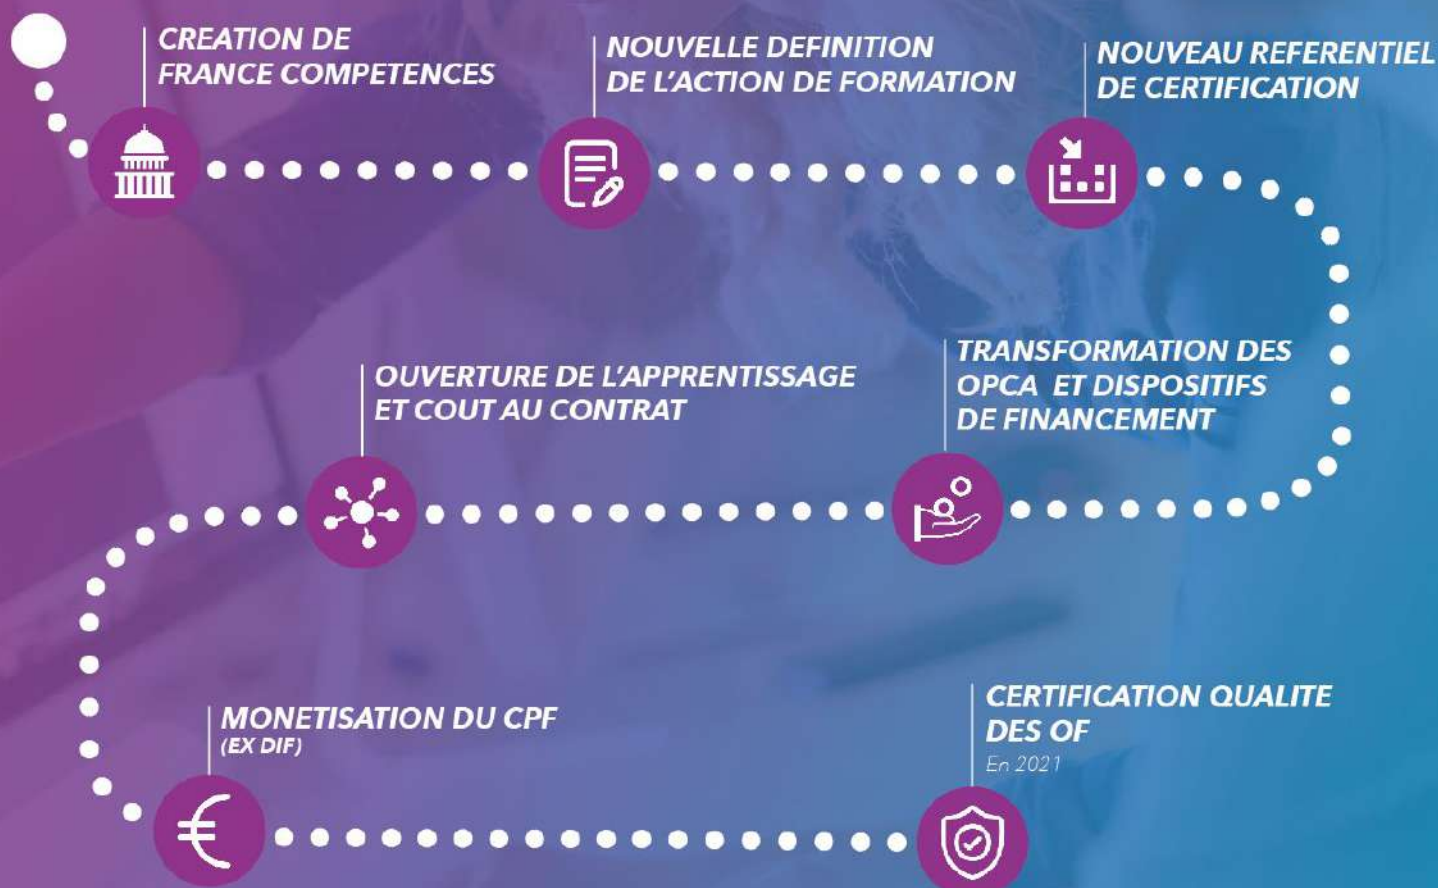 CREATION DE
FRANCE COMPETENCES
NOUVELLE DEFINITION
DE L'ACTION DE FORMATION
NOUVEAU REFERENTIEL
DE CERTIFICATION
TRANSFORMATION DES
OPCA ET DISPOSITIFS
DE FINANCEMENT
OUVERTURE DE L'APPRENTISSAGE
ET COUT AU CONTRAT
MONETISATION DU CPF
(EX DIF)
CERTIFICATION QUALITE
DES OF
En 2021